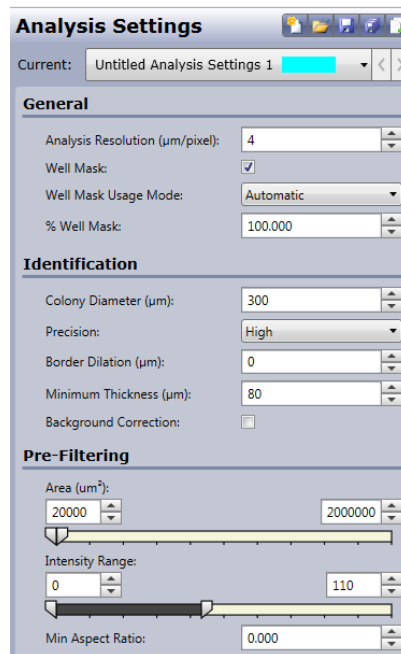 Analysis Settings
Current: Untitled Analysis Settings 1
General
Analysis Resolution (µm/pixel): 4
Well Mask:
Well Mask Usage Mode: Automatic
% Well Mask: 100.000
Identification
Colony Diameter (µm): 300
Precision: High
Border Dilation (µm): 0
Minimum Thickness (µm): 80
Background Correction:
Pre-Filtering
Area (um²):
20000 2000000
Intensity Range:
0 110
Min Aspect Ratio: 0.000